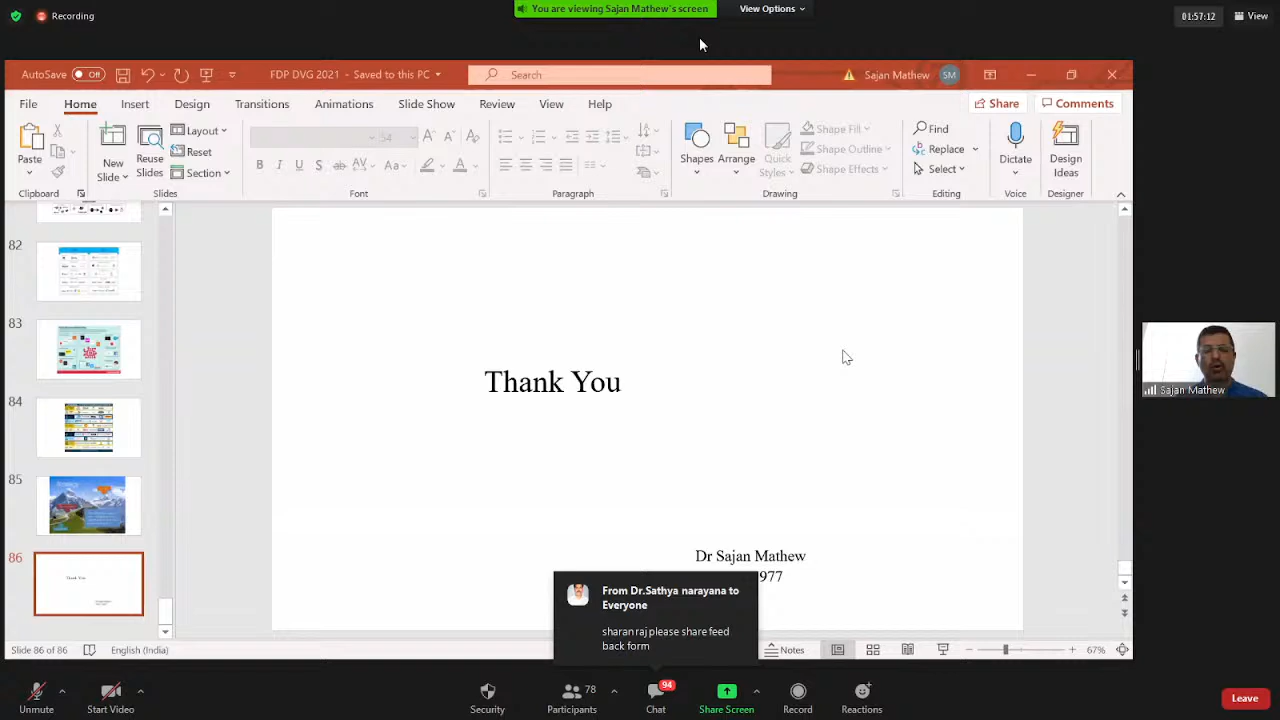 Recording
You are viewing Sajan Mathew's screen
View Options
01:57:12
View
AutoSave Off
FDP DVG 2021 - Saved to this PC
Search
Sajan Mathew
SM
File Home Insert Design Transitions Animations Slide Show Review View Help
Share
Comments
Paste
Clipboard
New Slides
Reuse Slides
Layout
Reset
Section
Slides
54
Font
Paragraph
Shapes
Arrange
Quick Styles
Shape Fill
Shape Outline
Shape Effects
Drawing
Find
Replace
Select
Editing
Dictate
Voice
Design Ideas
Designer
82
83
84
85
86
Thank You
Dr Sajan Mathew
977
From Dr.Sathya narayana to
Everyone
sharan raj please share feed
back form
Sajan Mathew
Slide 86 of 86
English (India)
Notes
67%
Unmute
Start Video
Security
78
Participants
94
Chat
Share Screen
Record
Reactions
Leave